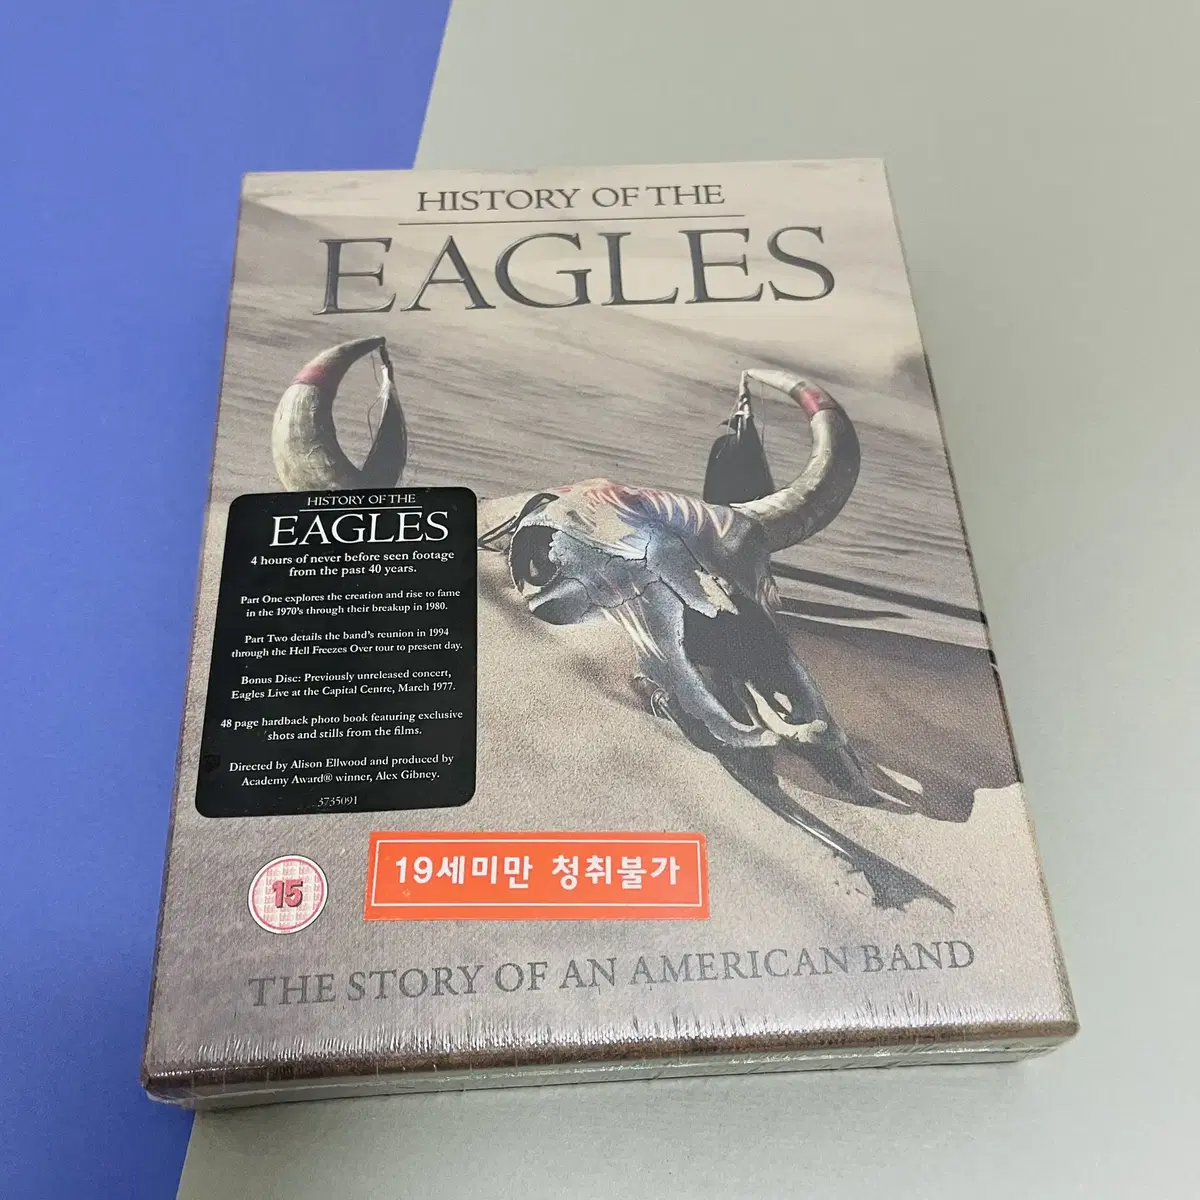 HISTORY OF THE
EAGLES
HISTORY OF THE
EAGLES
4 hours of never before seen footage
from the past 40 years.
Part One explores the creation and rise to fame
in the 1970's through their breakup in 1980.
Part Two details the band's reunion in 1994
through the Hell Freezes Over tour to present day.
Bonus Disc: Previously unreleased concert,
Eagles Live at the Capital Centre, March 1977.
48 page hardback photo book featuring exclusive
shots and stills from the films.
Directed by Alison Ellwood and produced by
Academy Award® winner, Alex Gibney.
3735091
19세미만 청취불가
15
THE STORY OF AN AMERICAN BAND